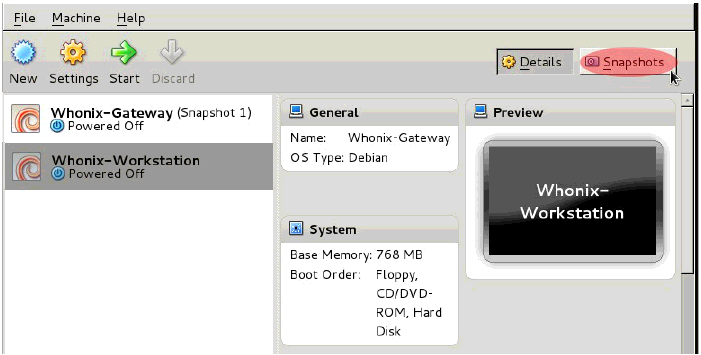 File Machine Help
New Settings Start Discard
Details Snapshots
Whonix-Gateway (Snapshot 1)
Powered Off
Whonix-Workstation
Powered Off
General
Name: Whonix-Gateway
OS Type: Debian
System
Base Memory: 768 MB
Boot Order: Floppy,
CD/DVD-
ROM, Hard
Disk
Preview
Whonix-
Workstation